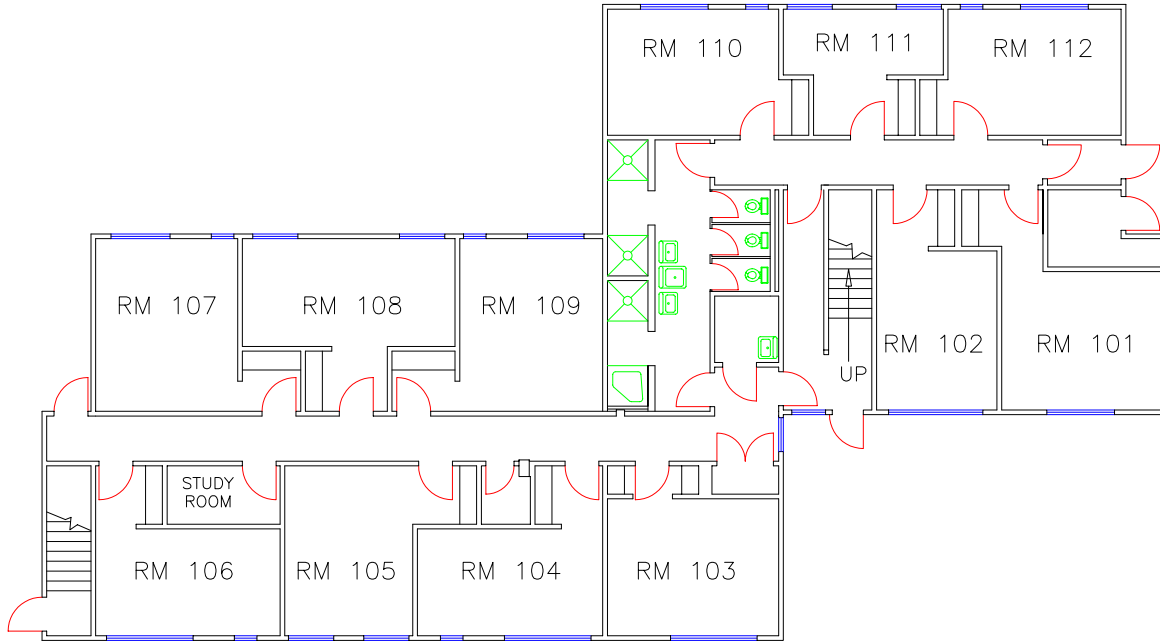 RM 110
RM 111
RM 112
RM 107
RM 108
RM 109
RM 102
RM 101
UP
STUDY
ROOM
RM 106
RM 105
RM 104
RM 103